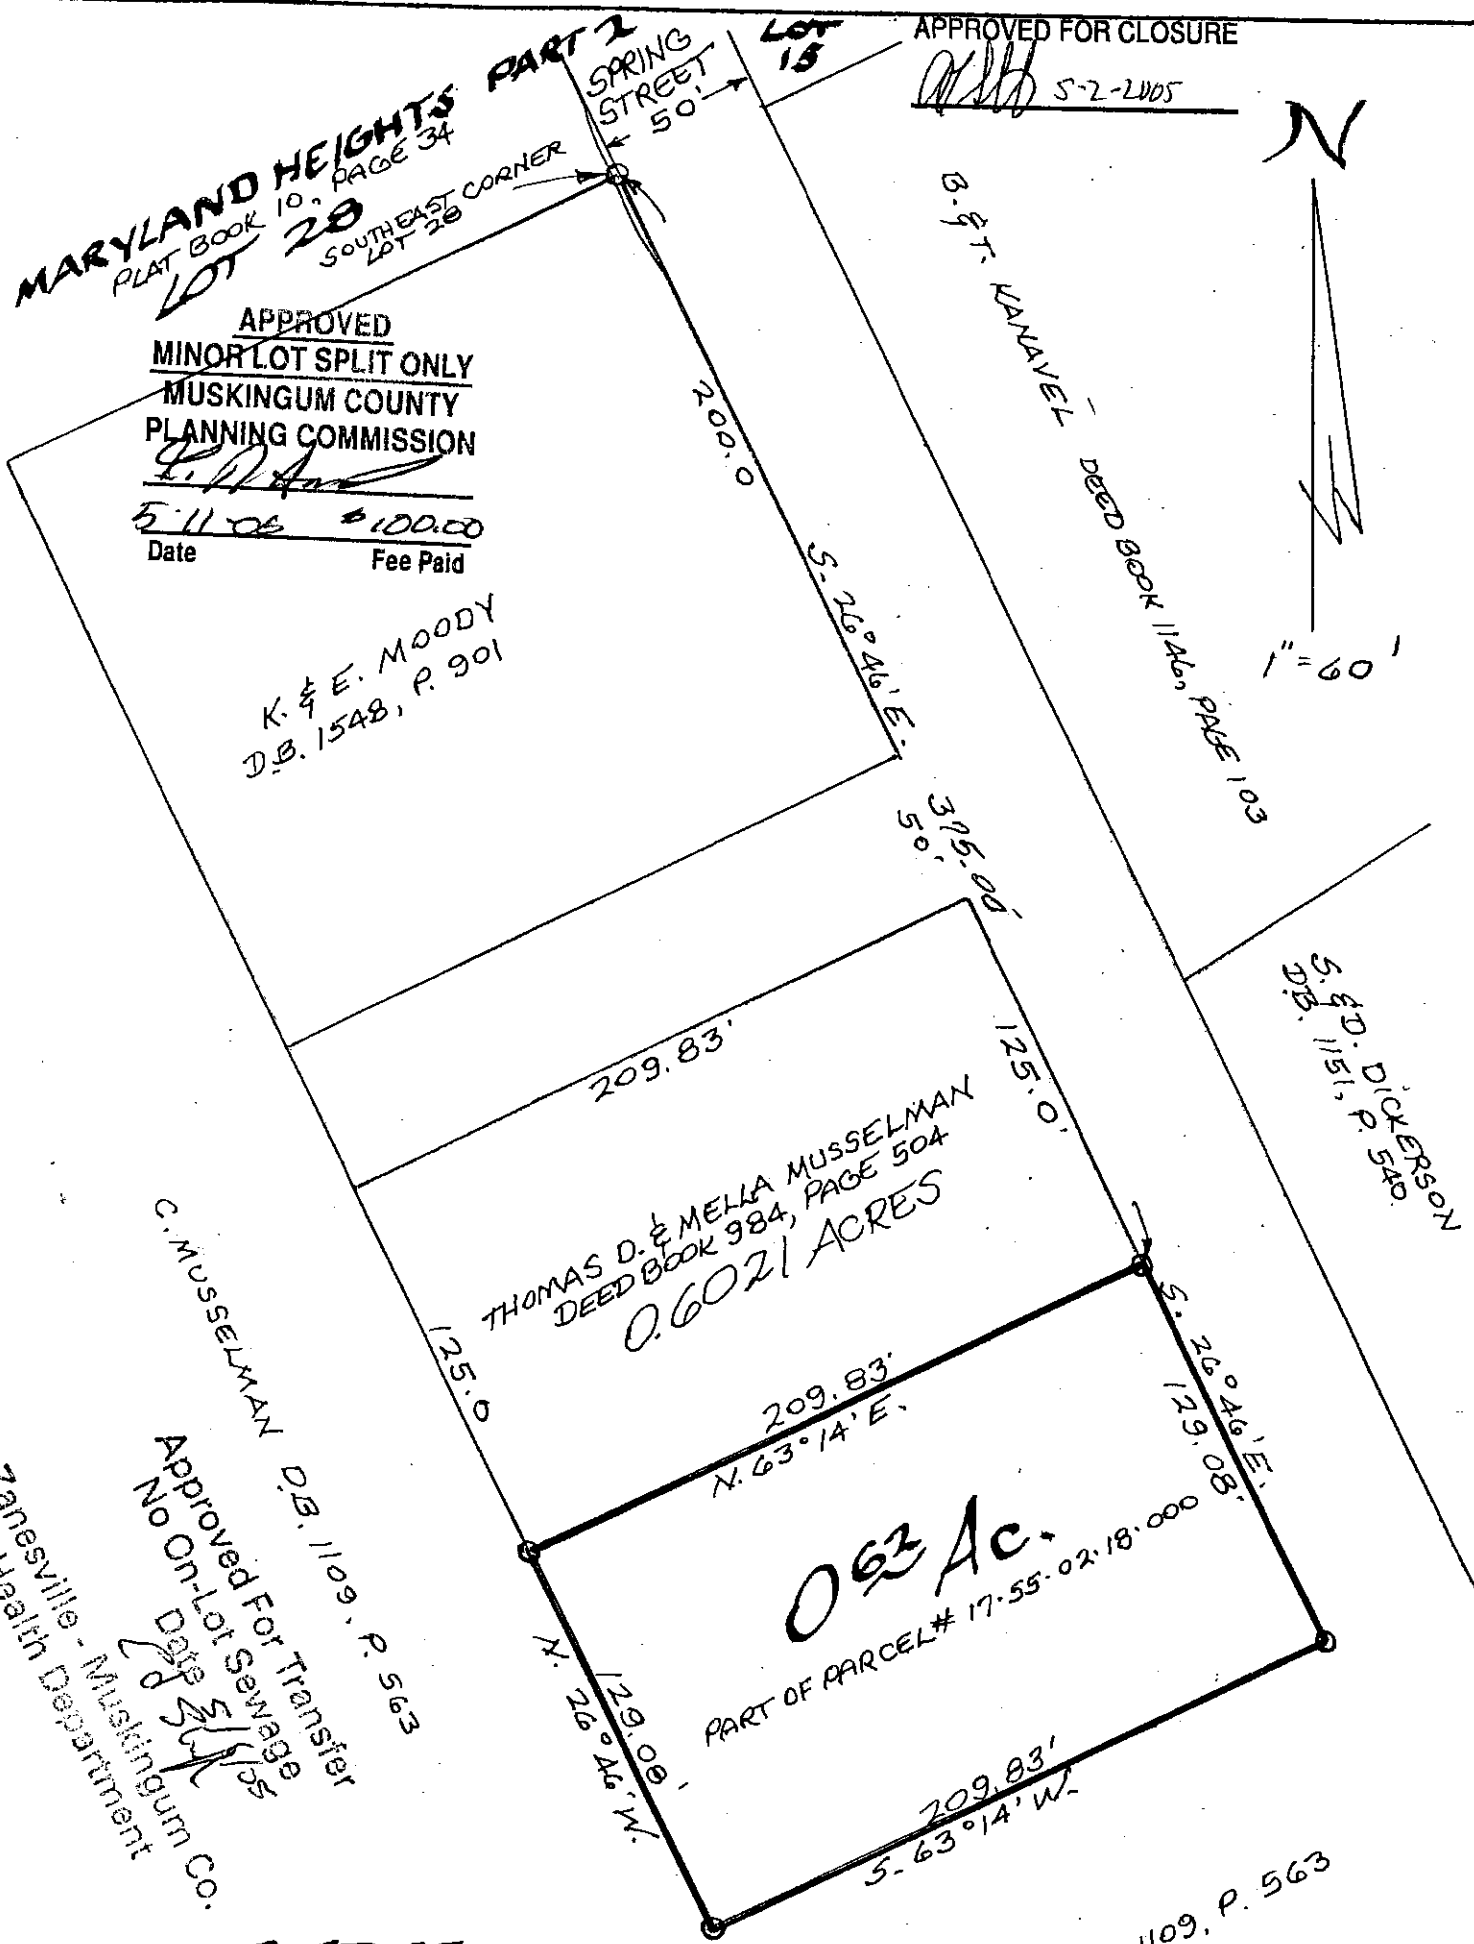 MARYLAND HEIGHTS PART 2
PLAT BOOK 10, PAGE 34
LOT 28
SOUTHEAST CORNER
LOT 28
SPRING
STREET
50'
LOT
15
APPROVED FOR CLOSURE
5-2-2005
N
1" = 60'
APPROVED
MINOR LOT SPLIT ONLY
MUSKINGUM COUNTY
PLANNING COMMISSION
5-11-05 $100.00
Date Fee Paid
B. & T. KANAVEL - DEED BOOK 1146, PAGE 103
200.0
S-26°46'E.
K. & E. MOODY
D.B. 1548, P. 901
375.00'
50'
S. & D. DICKERSON
D.B. 1151, P. 540
209.83'
125.0'
THOMAS D. & MELLA MUSSELMAN
DEED BOOK 984, PAGE 504
0.6021 ACRES
125.0
C. MUSSELMAN D.B. 1109, P. 563
209.83'
N. 63°14'E.
S. 26°46'E.
129.08'
0.62 Ac.
PART OF PARCEL# 17-55-02-18-000
129.08'
N. 26°46'W.
209.83'
S-63°14'W.
Approved For Transfer
No On-Lot Sewage
Date
Zanesville - Muskingum Co.
Health Department
1109, P. 563